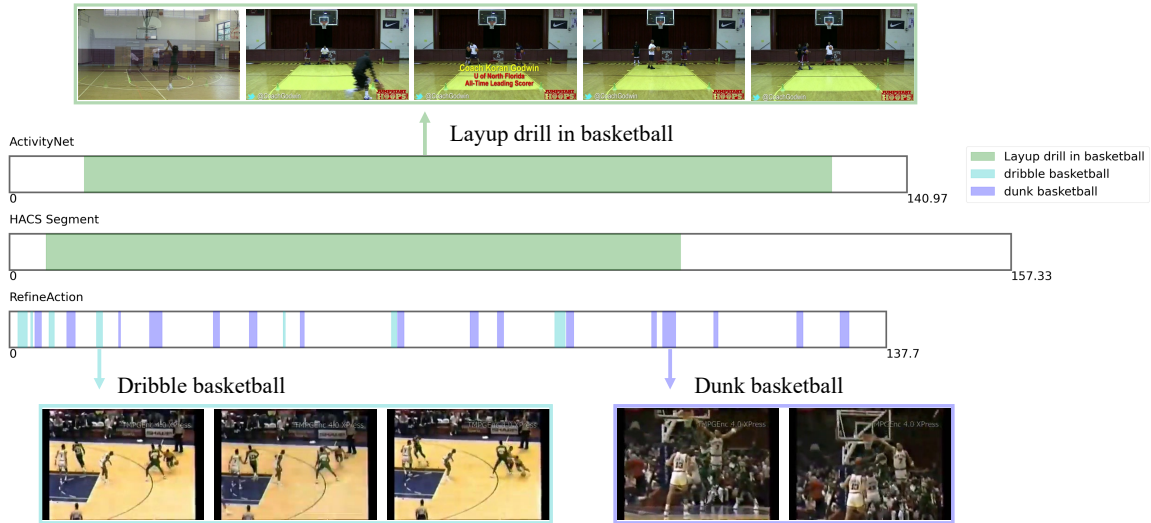 Coach Koran Godwin
U of North Florida
All-Time Leading Scorer
Layup drill in basketball
ActivityNet
0
140.97
Layup drill in basketball
dribble basketball
dunk basketball
HACS Segment
0
157.33
RefineAction
0
137.7
Dribble basketball
Dunk basketball
TMPGEnc 4.0 XPress
TMPGEnc 4.0 XPress
TMPGEnc 4.0 XPress
TMPGEnc 4.0 XPress
TMPGEnc 4.0 XPress